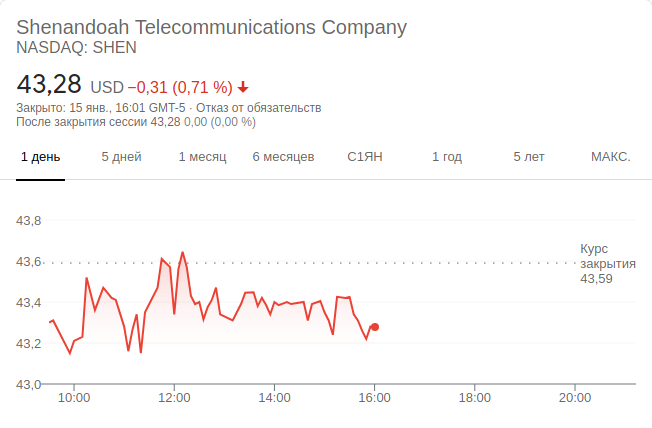 Shenandoah Telecommunications Company
NASDAQ: SHEN
43,28 USD −0,31 (0,71 %)
Закрыто: 15 янв., 16:01 GMT-5 · Отказ от обязательств
После закрытия сессии 43,28 0,00 (0,00 %)
1 день 5 дней 1 месяц 6 месяцев С1ЯН 1 год 5 лет МАКС.
43,8
43,6
43,4
43,2
43,0
Курс
закрытия
43,59
10:00 12:00 14:00 16:00 18:00 20:00